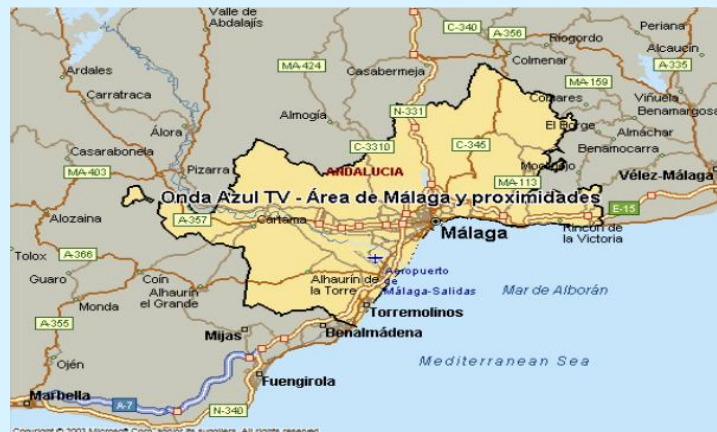 Valle de
Abdalajís
C-340
A-356
Periana
Riogordo
Alcaucín
Ardales
MA-424
Casabermeja
Colmenar
A-335
Carratraca
MA-159
Viñuela
Comares
Benamargosa
N-331
Almogía
Álora
El Borge
Almáchar
C-3310
C-345
Casarabonela
Benamocarra
MA-403
Pizarra
ANDALUCIA
Vélez-Málaga
MA-113
Onda Azul TV - Área de Málaga y proximidades
E-15
Alozaina
A-357
Cártama
Málaga
Rincón de
la Victoria
Tolox
A-366
Guaro
Coín
Alhaurín de
la Torre
Aeropuerto
de
Málaga-Salidas
Mar de Alborán
Alhaurín
el Grande
Monda
Torremolinos
A-355
Mijas
Benalmádena
Ojén
Mediterranean Sea
Fuengirola
Marbella
A-7
N-340